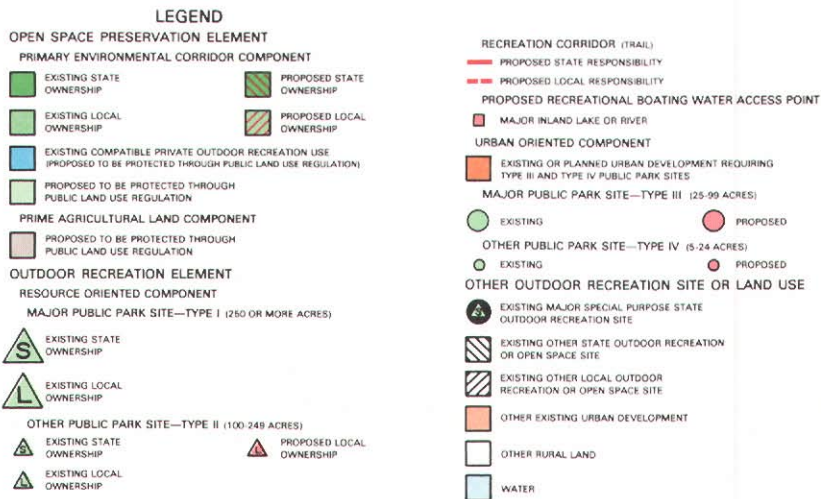 LEGEND
OPEN SPACE PRESERVATION ELEMENT
PRIMARY ENVIRONMENTAL CORRIDOR COMPONENT
EXISTING STATE
OWNERSHIP
PROPOSED STATE
OWNERSHIP
EXISTING LOCAL
OWNERSHIP
PROPOSED LOCAL
OWNERSHIP
EXISTING COMPATIBLE PRIVATE OUTDOOR RECREATION USE
(PROPOSED TO BE PROTECTED THROUGH PUBLIC LAND USE REGULATION)
PROPOSED TO BE PROTECTED THROUGH
PUBLIC LAND USE REGULATION
PRIME AGRICULTURAL LAND COMPONENT
PROPOSED TO BE PROTECTED THROUGH
PUBLIC LAND USE REGULATION
OUTDOOR RECREATION ELEMENT
RESOURCE ORIENTED COMPONENT
MAJOR PUBLIC PARK SITE—TYPE I (250 OR MORE ACRES)
S
EXISTING STATE
OWNERSHIP
L
EXISTING LOCAL
OWNERSHIP
OTHER PUBLIC PARK SITE—TYPE II (100-249 ACRES)
S
EXISTING STATE
OWNERSHIP
L
PROPOSED LOCAL
OWNERSHIP
L
EXISTING LOCAL
OWNERSHIP
RECREATION CORRIDOR (TRAIL)
PROPOSED STATE RESPONSIBILITY
PROPOSED LOCAL RESPONSIBILITY
PROPOSED RECREATIONAL BOATING WATER ACCESS POINT
MAJOR INLAND LAKE OR RIVER
URBAN ORIENTED COMPONENT
EXISTING OR PLANNED URBAN DEVELOPMENT REQUIRING
TYPE III AND TYPE IV PUBLIC PARK SITES
MAJOR PUBLIC PARK SITE—TYPE III (25-99 ACRES)
EXISTING
PROPOSED
OTHER PUBLIC PARK SITE—TYPE IV (5-24 ACRES)
EXISTING
PROPOSED
OTHER OUTDOOR RECREATION SITE OR LAND USE
S
EXISTING MAJOR SPECIAL PURPOSE STATE
OUTDOOR RECREATION SITE
EXISTING OTHER STATE OUTDOOR RECREATION
OR OPEN SPACE SITE
EXISTING OTHER LOCAL OUTDOOR
RECREATION OR OPEN SPACE SITE
OTHER EXISTING URBAN DEVELOPMENT
OTHER RURAL LAND
WATER